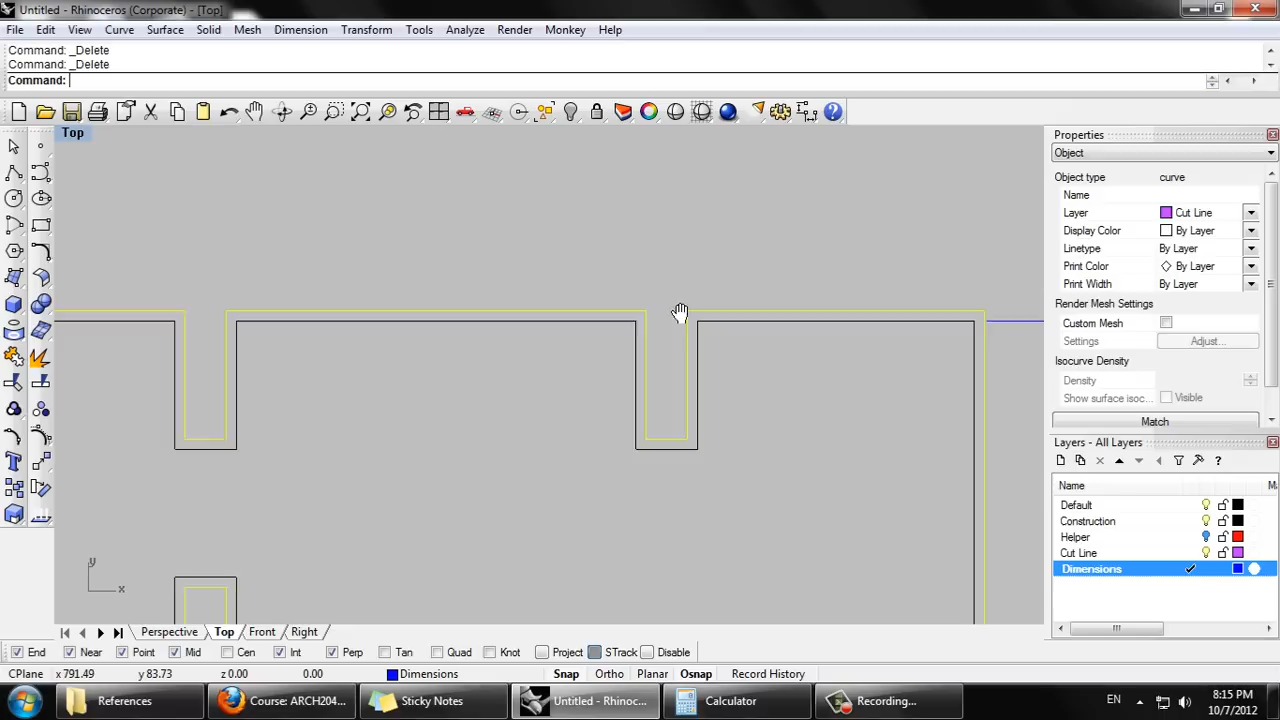 Untitled - Rhinoceros (Corporate) - [Top]
File Edit View Curve Surface Solid Mesh Dimension Transform Tools Analyze Render Monkey Help
Command: _Delete
Command: _Delete
Command:
Top
Properties
Object
Object type curve
Name
Layer Cut Line
Display Color By Layer
Linetype By Layer
Print Color By Layer
Print Width By Layer
Render Mesh Settings
Custom Mesh
Settings Adjust...
Isocurve Density
Density
Show surface isoc... Visible
Match
Layers - All Layers
Name M
Default
Construction
Helper
Cut Line
Dimensions
y
x
Perspective Top Front Right
End Near Point Mid Cen Int Perp Tan Quad Knot Project STrack Disable
CPlane x 791.49 y 83.73 z 0.00 0.00 Dimensions Snap Ortho Planar Osnap Record History
References Course: ARCH204... Sticky Notes Untitled - Rhinoc... Calculator Recording... EN 8:15 PM
10/7/2012